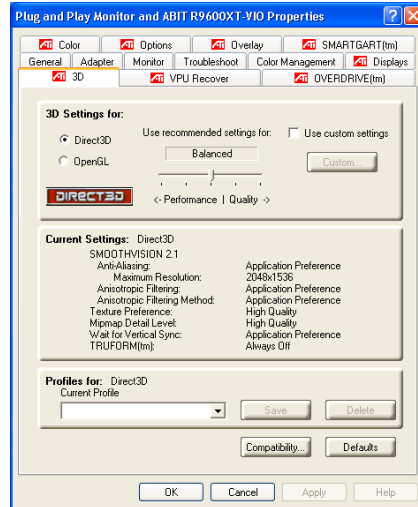 Plug and Play Monitor and ABIT R9600XT-VIO Properties
Color Options Overlay SMARTGART(tm)
General Adapter Monitor Troubleshoot Color Management Displays
3D VPU Recover OVERDRIVE(tm)
3D Settings for:
Direct3D
OpenGL
DIRECT3D
Use recommended settings for:
Balanced
<- Performance | Quality ->
Use custom settings
Custom...
Current Settings: Direct3D
SMOOTHVISION 2.1
Anti-Aliasing: Application Preference
Maximum Resolution: 2048x1536
Anisotropic Filtering: Application Preference
Anisotropic Filtering Method: Application Preference
Texture Preference: High Quality
Mipmap Detail Level: High Quality
Wait for Vertical Sync: Application Preference
TRUFORM(tm): Always Off
Profiles for: Direct3D
Current Profile
Save Delete
Compatibility... Defaults
OK Cancel Apply Help